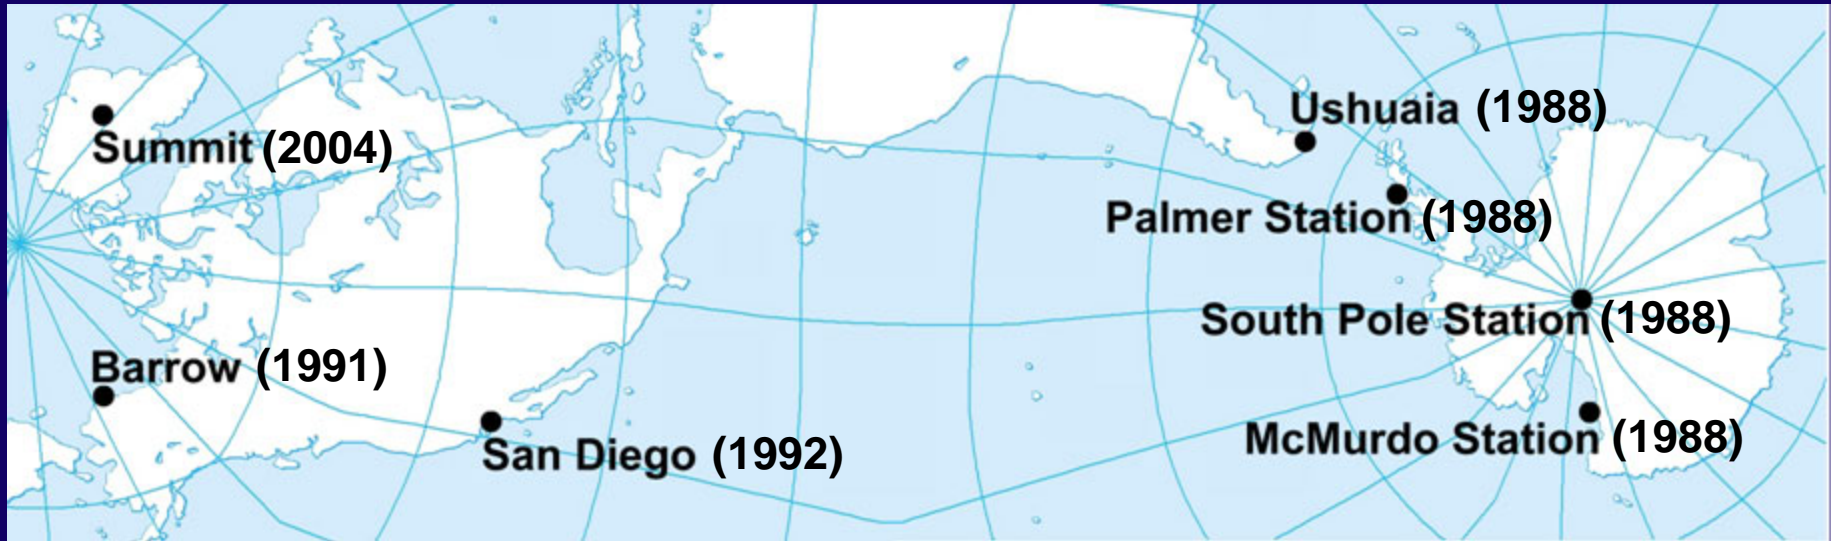 Summit (2004)
Barrow (1991)
San Diego (1992)
Ushuaia (1988)
Palmer Station (1988)
South Pole Station (1988)
McMurdo Station (1988)